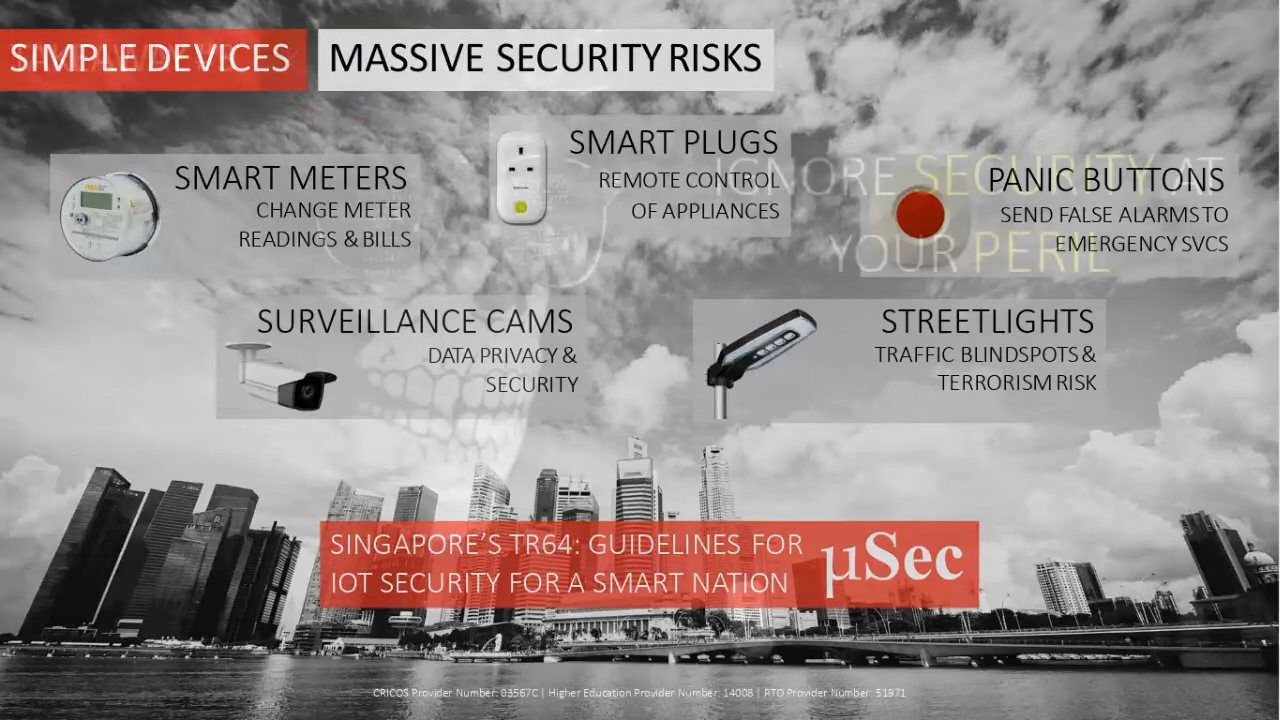 SIMPLE DEVICES
MASSIVE SECURITY RISKS
SMART PLUGS
REMOTE CONTROL
OF APPLIANCES
SMART METERS
CHANGE METER
READINGS & BILLS
IGNORE SECURITY AT
YOUR PERIL
PANIC BUTTONS
SEND FALSE ALARMS TO
EMERGENCY SVCS
SURVEILLANCE CAMS
DATA PRIVACY &
SECURITY
STREETLIGHTS
TRAFFIC BLINDSPOTS &
TERRORISM RISK
SINGAPORE'S TR64: GUIDELINES FOR
IOT SECURITY FOR A SMART NATION
µSec
CRICOS Provider Number: 03567C | Higher Education Provider Number: 14008 | RTO Provider Number: 51971